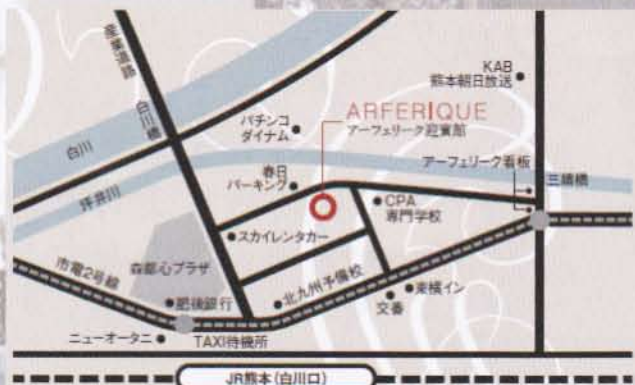 産業道路
白川橋
KAB
熊本朝日放送
ARFERIQUE
アーフェリーク迎賓館
パチンコ
ダイナム
白川
アーフェリーク看板
春日
パーキング
三嬉橋
坪井川
CPA
専門学校
スカイレンタカー
森都心プラザ
市電2号線
北九州予備校
東横イン
肥後銀行
交番
ニューオータニ
TAXI待機所
JR熊本(白川口)